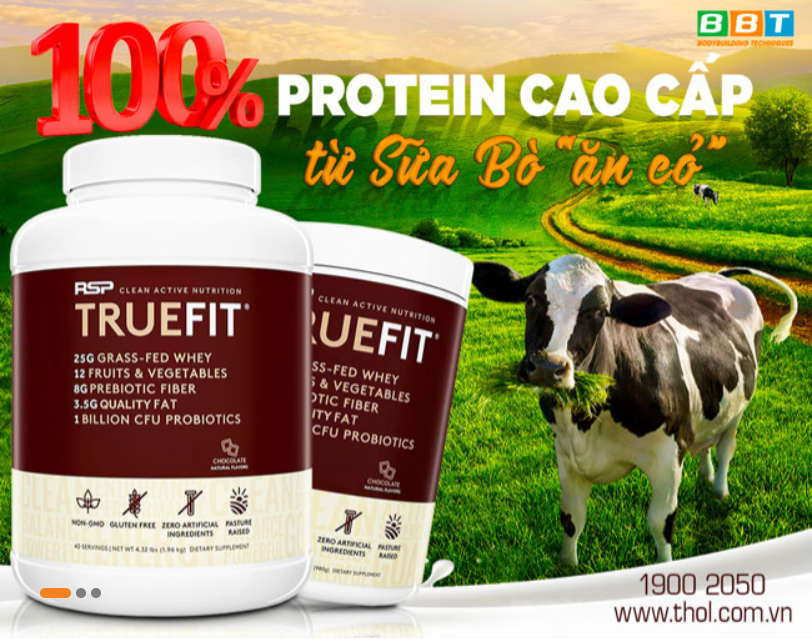 BBT
BODYBUILDING TECHNIQUES
100% PROTEIN CAO CẤP
từ Sữa Bò "ăn cỏ"
RSP CLEAN ACTIVE NUTRITION
TRUEFIT®
25G GRASS-FED WHEY
12 FRUITS & VEGETABLES
8G PREBIOTIC FIBER
3.5G QUALITY FAT
1 BILLION CFU PROBIOTICS
CHOCOLATE
NATURAL FLAVORS
NON-GMO
GLUTEN FREE
ZERO ARTIFICIAL
INGREDIENTS
PASTURE
RAISED
40 SERVINGS | NET WT 4.32 lbs (1.96 kg) DIETARY SUPPLEMENT
CLEAN ACTIVE NUTRITION
RUEFIT®
SS-FED WHEY
S & VEGETABLES
OTIC FIBER
ITY FAT
CFU PROBIOTICS
CHOCOLATE
NATURAL FLAVORS
ZERO ARTIFICIAL
INGREDIENTS
PASTURE
RAISED
(980g) DIETARY SUPPLEMENT
1900 2050
www.thol.com.vn